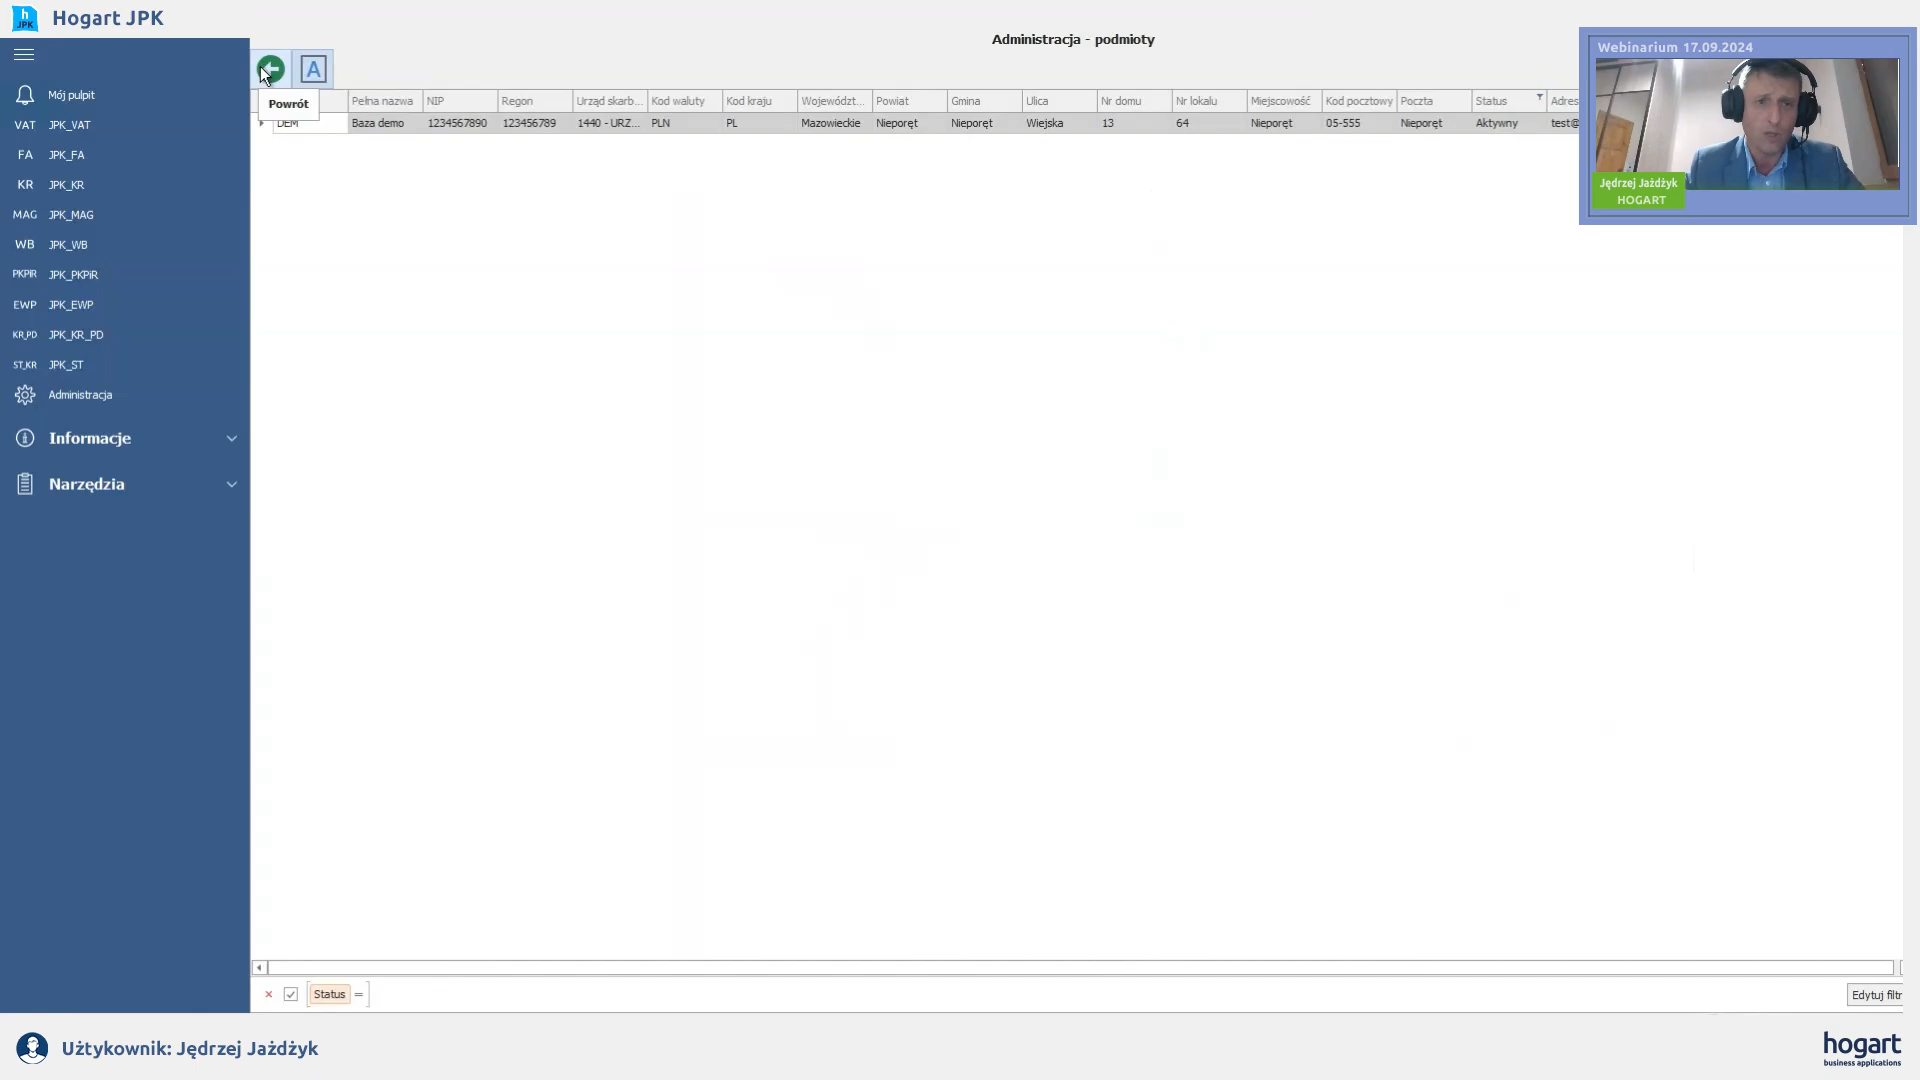 h JPK Hogart JPK
Administracja - podmioty
Webinarium 17.09.2024
A
Mój pulpit
Powrót
Pełna nazwa NIP Regon Urząd skarb... Kod waluty Kod kraju Województ... Powiat Gmina Ulica Nr domu Nr lokalu Miejscowość Kod pocztowy Poczta Status Adres
DEM Baza demo 1234567890 123456789 1440 - URZ... PLN PL Mazowieckie Nieporęt Nieporęt Wiejska 13 64 Nieporęt 05-555 Nieporęt Aktywny test@
VAT JPK_VAT
FA JPK_FA
KR JPK_KR
MAG JPK_MAG
WB JPK_WB
PKPiR JPK_PKPiR
EWP JPK_EWP
KR_PD JPK_KR_PD
ST_KR JPK_ST
Administracja
Informacje
Narzędzia
Jędrzej Jażdżyk
HOGART
Status =
Edytuj filtr
Użtykownik: Jędrzej Jażdżyk
hogart
business applications